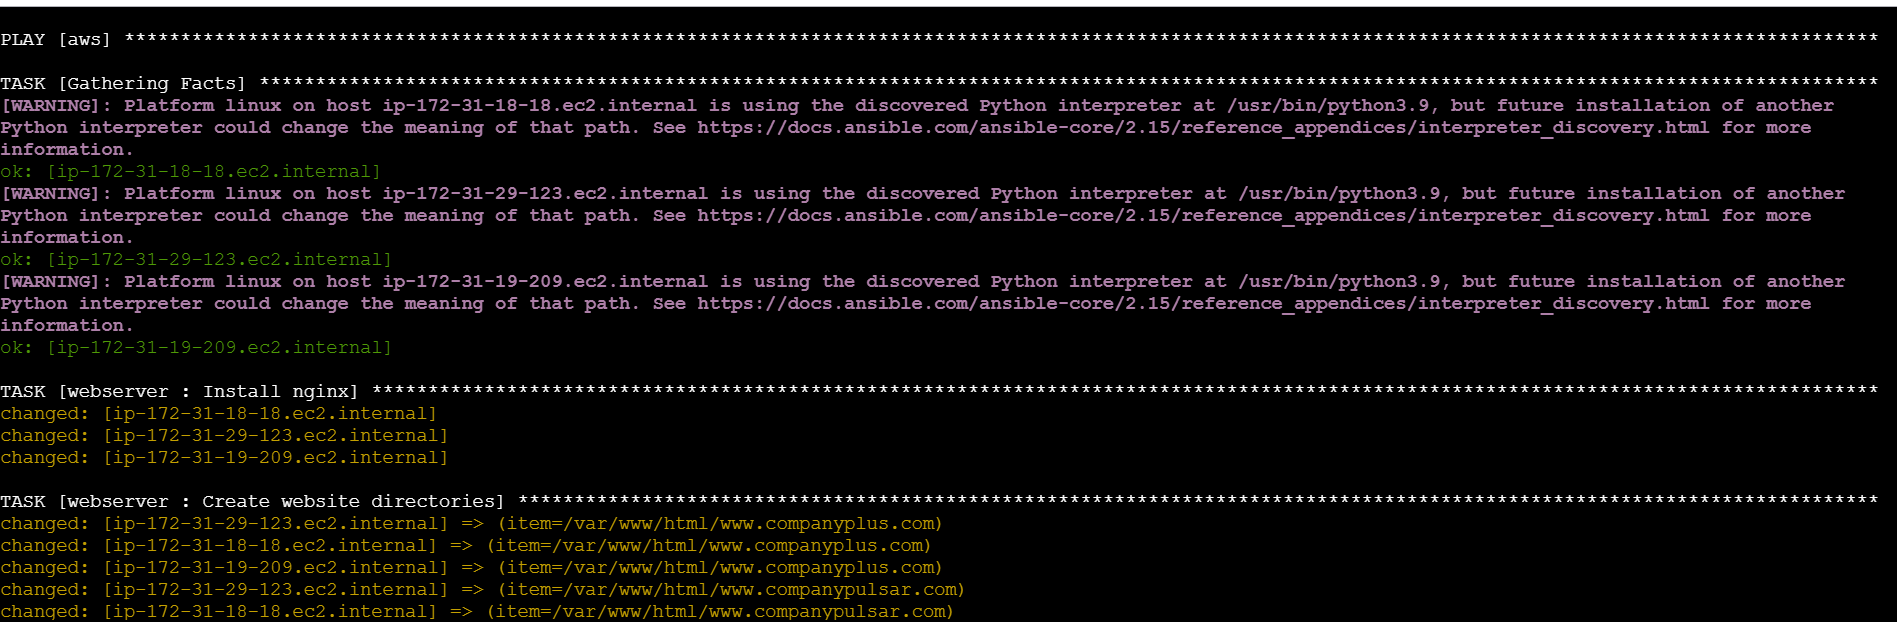 PLAY [aws] ************************************************************************************************************************************************************
TASK [Gathering Facts] ************************************************************************************************************************************************
[WARNING]: Platform linux on host ip-172-31-18-18.ec2.internal is using the discovered Python interpreter at /usr/bin/python3.9, but future installation of another
Python interpreter could change the meaning of that path. See https://docs.ansible.com/ansible-core/2.15/reference_appendices/interpreter_discovery.html for more
information.
ok: [ip-172-31-18-18.ec2.internal]
[WARNING]: Platform linux on host ip-172-31-29-123.ec2.internal is using the discovered Python interpreter at /usr/bin/python3.9, but future installation of another
Python interpreter could change the meaning of that path. See https://docs.ansible.com/ansible-core/2.15/reference_appendices/interpreter_discovery.html for more
information.
ok: [ip-172-31-29-123.ec2.internal]
[WARNING]: Platform linux on host ip-172-31-19-209.ec2.internal is using the discovered Python interpreter at /usr/bin/python3.9, but future installation of another
Python interpreter could change the meaning of that path. See https://docs.ansible.com/ansible-core/2.15/reference_appendices/interpreter_discovery.html for more
information.
ok: [ip-172-31-19-209.ec2.internal]
TASK [webserver : Install nginx] **************************************************************************************************************************************
changed: [ip-172-31-18-18.ec2.internal]
changed: [ip-172-31-29-123.ec2.internal]
changed: [ip-172-31-19-209.ec2.internal]
TASK [webserver : Create website directories] *************************************************************************************************************************
changed: [ip-172-31-29-123.ec2.internal] => (item=/var/www/html/www.companyplus.com)
changed: [ip-172-31-18-18.ec2.internal] => (item=/var/www/html/www.companyplus.com)
changed: [ip-172-31-19-209.ec2.internal] => (item=/var/www/html/www.companyplus.com)
changed: [ip-172-31-29-123.ec2.internal] => (item=/var/www/html/www.companypulsar.com)
changed: [ip-172-31-18-18.ec2.internal] => (item=/var/www/html/www.companypulsar.com)